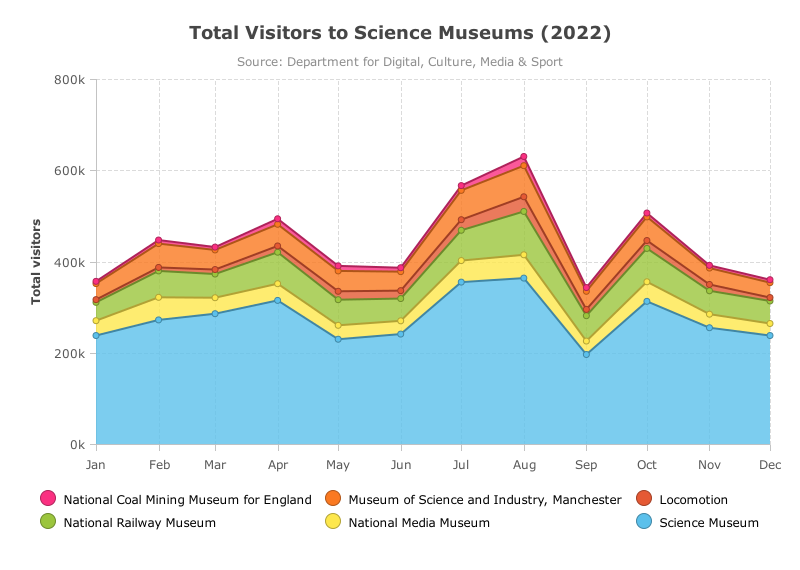 Total Visitors to Science Museums (2022)
Source: Department for Digital, Culture, Media & Sport
Total visitors
800k
600k
400k
200k
0k
Jan Feb Mar Apr May Jun Jul Aug Sep Oct Nov Dec
National Coal Mining Museum for England Museum of Science and Industry, Manchester Locomotion
National Railway Museum National Media Museum Science Museum